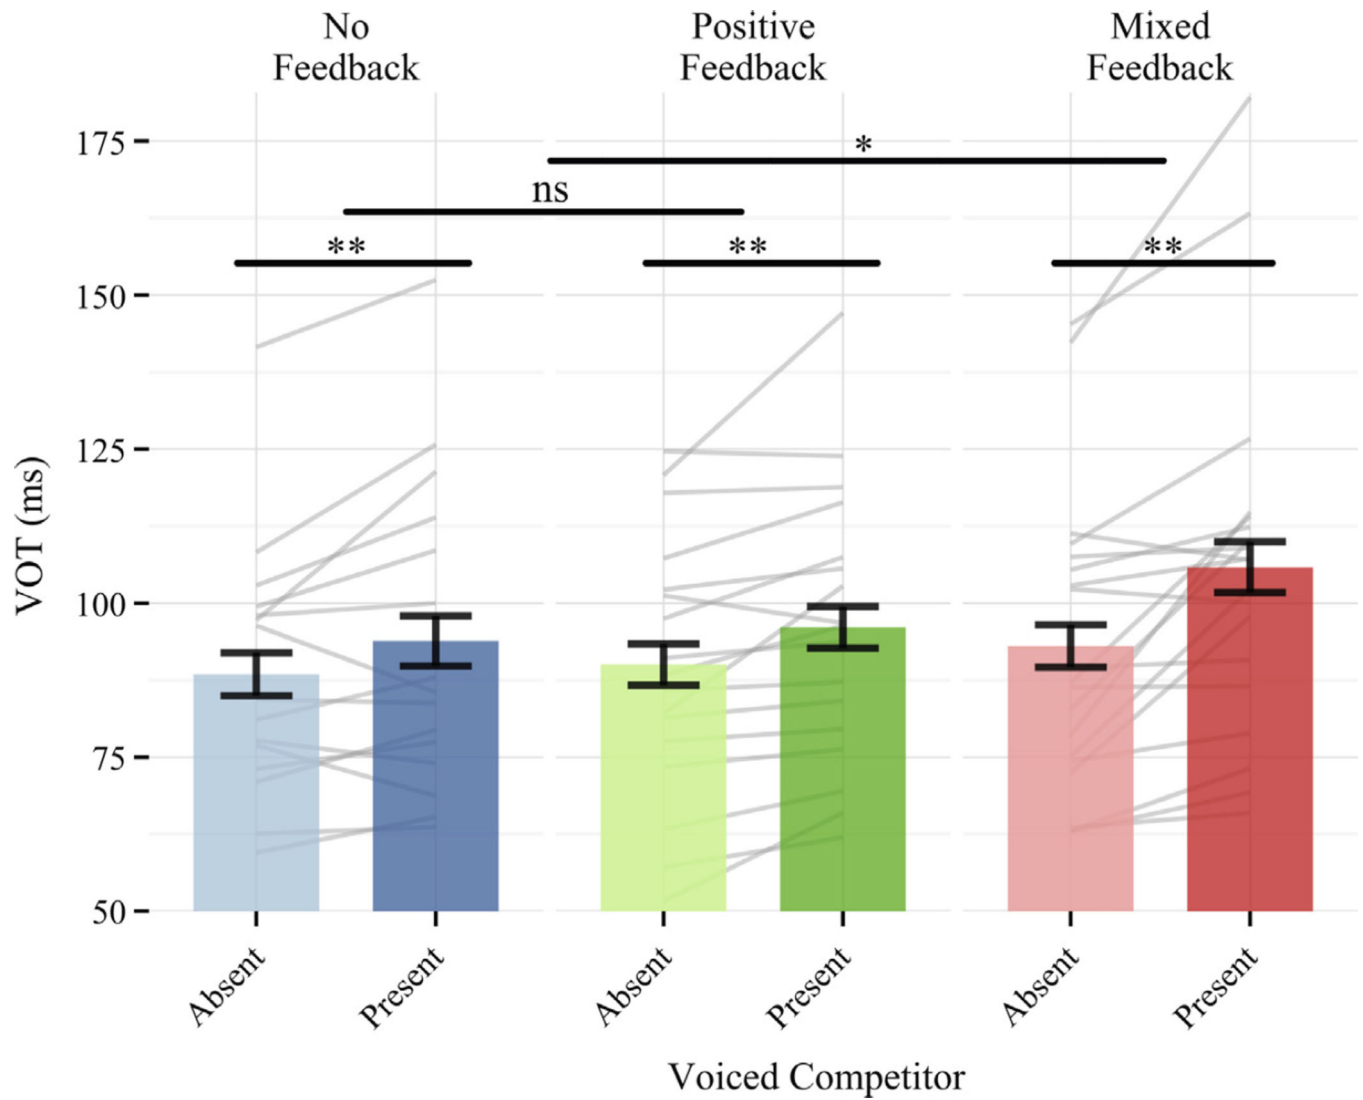 No
Feedback
Positive
Feedback
Mixed
Feedback
175
150
125
100
75
50
VOT (ms)
*
ns
**
**
**
Absent
Present
Absent
Present
Absent
Present
Voiced Competitor